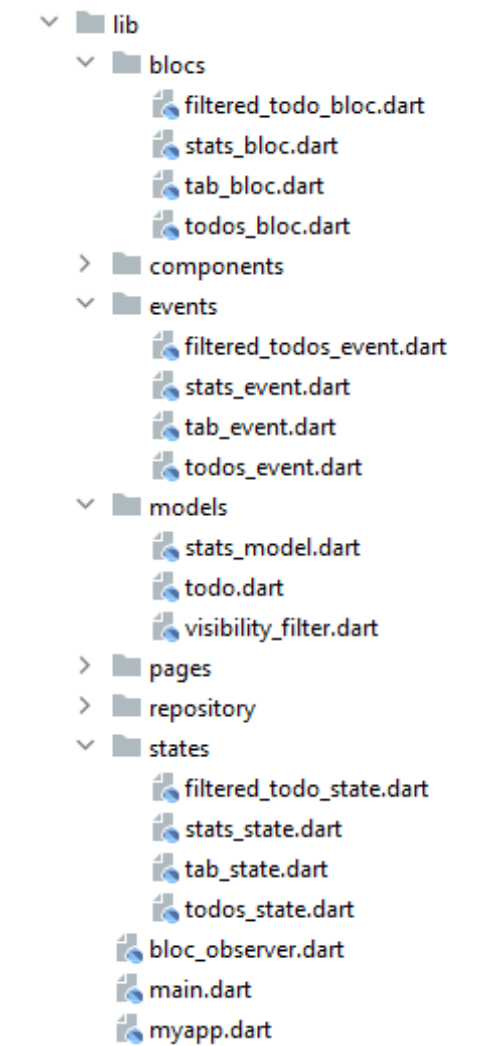 lib
blocs
filtered_todo_bloc.dart
stats_bloc.dart
tab_bloc.dart
todos_bloc.dart
components
events
filtered_todos_event.dart
stats_event.dart
tab_event.dart
todos_event.dart
models
stats_model.dart
todo.dart
visibility_filter.dart
pages
repository
states
filtered_todo_state.dart
stats_state.dart
tab_state.dart
todos_state.dart
bloc_observer.dart
main.dart
myapp.dart